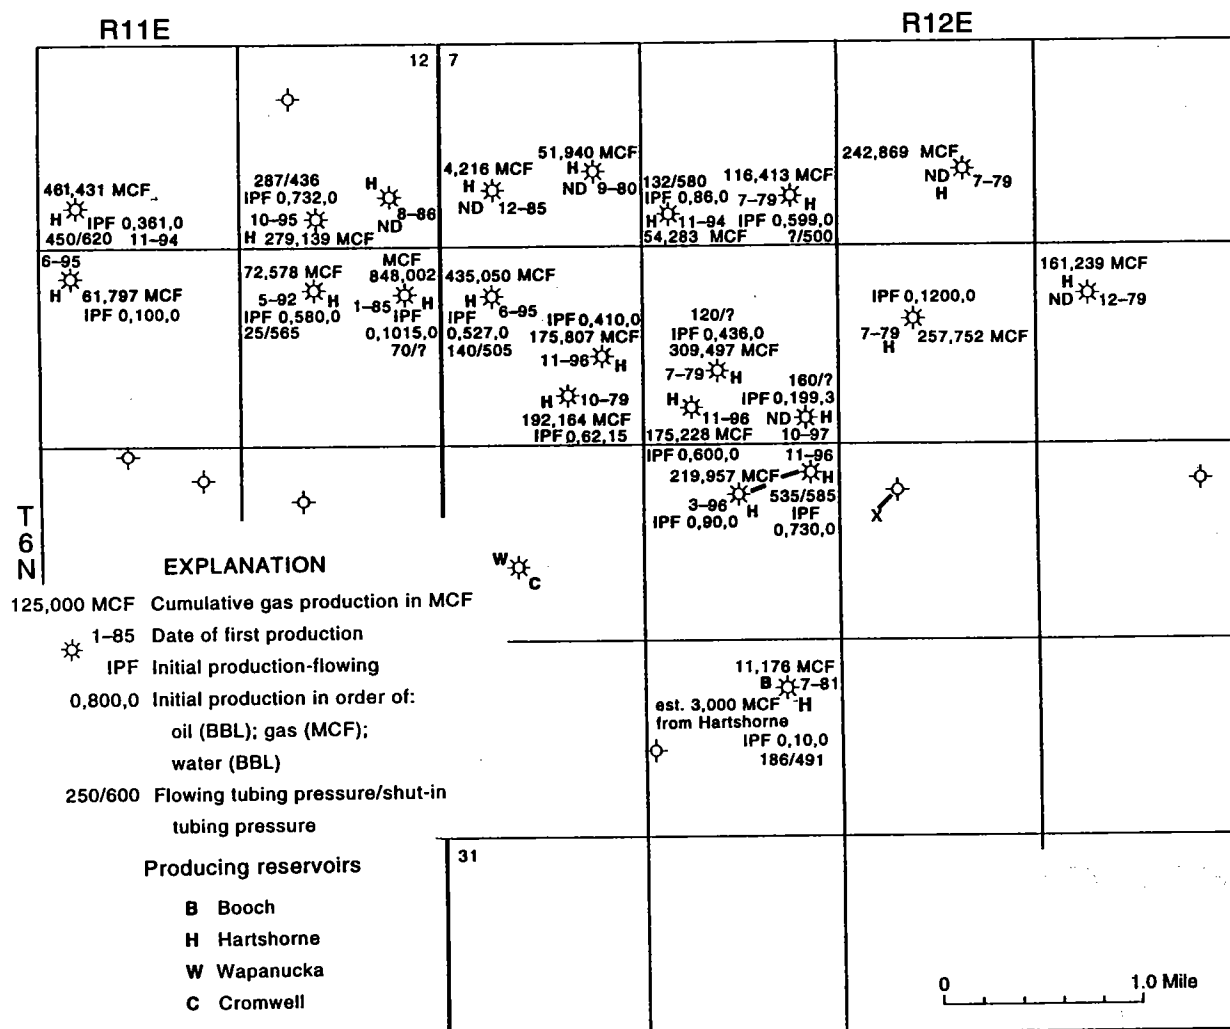 R11E
R12E
12
7
461,431 MCF
H
IPF 0,361,0
450/620 11-94
287/436
IPF 0,732,0
10-95
H 279,139 MCF
H
8-86
ND
4,216 MCF
H
ND 12-85
51,940 MCF
H
ND 9-80
132/580
IPF 0,86,0
H 11-94
54,283 MCF
116,413 MCF
7-79 H
IPF 0,599,0
?/500
242,869 MCF
ND 7-79
H
6-95
H
61,797 MCF
IPF 0,100,0
72,578 MCF
5-92 H
IPF 0,580,0
25/565
MCF
848,002
1-85 H
IPF
0,1015,0
70/?
435,050 MCF
H
6-95
IPF
0,527,0
140/505
IPF 0,410,0
175,807 MCF
11-96 H
H 10-79
192,164 MCF
IPF 0,62,15
120/?
IPF 0,436,0
309,497 MCF
7-79 H
H
11-96
175,228 MCF
160/?
IPF 0,199,3
ND H
10-97
IPF 0,1200,0
7-79
H
257,752 MCF
161,239 MCF
H
ND 12-79
IPF 0,600,0
11-96
219,957 MCF
H
3-96
H
IPF 0,90,0
535/585
IPF
0,730,0
X
T
6
N
W
C
EXPLANATION
125,000 MCF Cumulative gas production in MCF
1-85 Date of first production
IPF Initial production-flowing
0,800,0 Initial production in order of:
oil (BBL); gas (MCF);
water (BBL)
250/600 Flowing tubing pressure/shut-in
tubing pressure
Producing reservoirs
B Booch
H Hartshorne
W Wapanucka
C Cromwell
11,176 MCF
B 7-81
H
est. 3,000 MCF
from Hartshorne
IPF 0,10,0
186/491
31
0
1.0 Mile